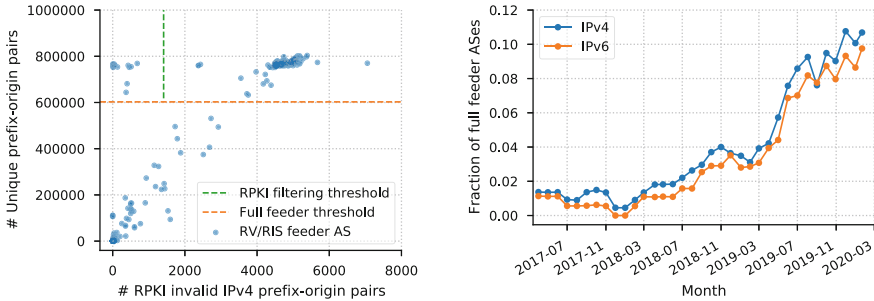 # Unique prefix-origin pairs
1000000
800000
600000
400000
200000
0
RPKI filtering threshold
Full feeder threshold
RV/RIS feeder AS
0 2000 4000 6000 8000
# RPKI invalid IPv4 prefix-origin pairs
Fraction of full feeder ASes
0.12
0.10
0.08
0.06
0.04
0.02
0.00
IPv4
IPv6
2017-07 2017-11 2018-03 2018-07 2018-11 2019-03 2019-07 2019-11 2020-03
Month